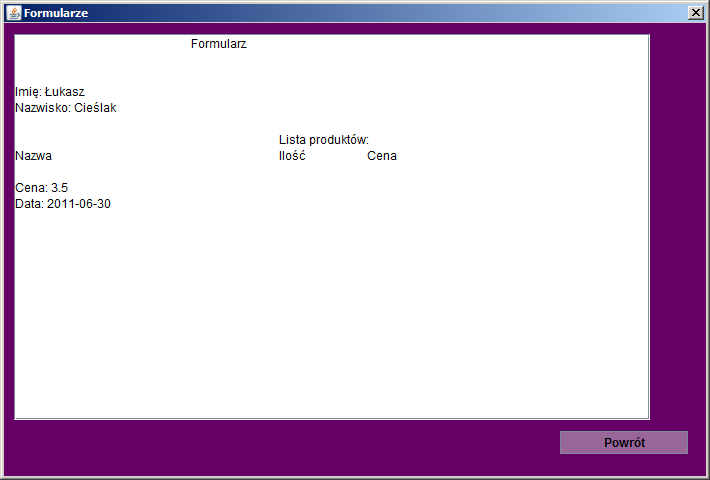 Formularze
Formularz
Imię: Łukasz
Nazwisko: Cieślak
Lista produktów:
Nazwa Ilość Cena
Cena: 3.5
Data: 2011-06-30
Powrót